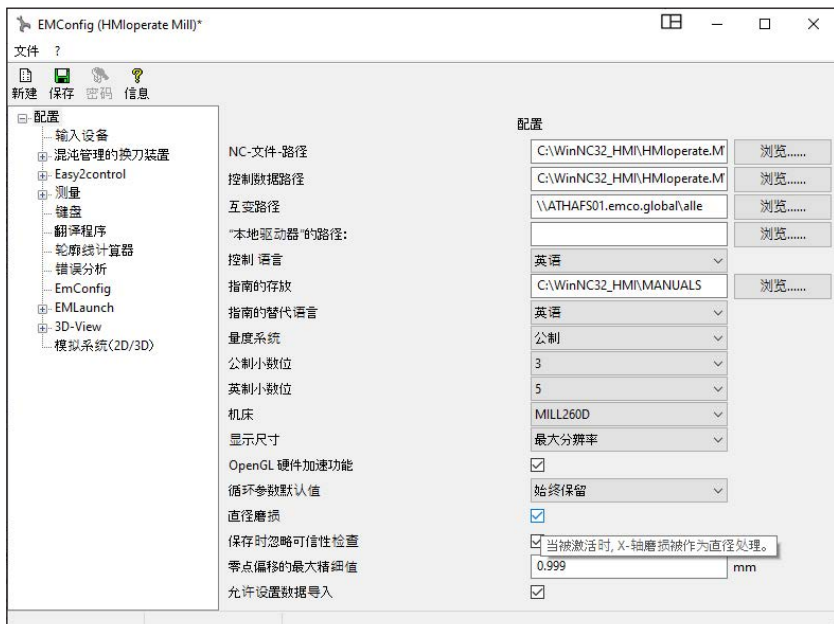 EMConfig (HMIoperate Mill)*
文件 ?
新建 保存 密码 信息
配置
输入设备
混沌管理的换刀装置
Easy2control
测量
键盘
翻译程序
轮廓线计算器
错误分析
EmConfig
EMLaunch
3D-View
模拟系统(2D/3D)
配置
NC-文件-路径 C:\WinNC32_HMI\HMIoperate.M 浏览......
控制数据路径 C:\WinNC32_HMI\HMIoperate.M 浏览......
互变路径 \\ATHAFS01.emco.global\alle 浏览......
“本地驱动器”的路径: 浏览......
控制 语言 英语
指南的存放 C:\WinNC32_HMI\MANUALS 浏览......
指南的替代语言 英语
量度系统 公制
公制小数位 3
英制小数位 5
机床 MILL260D
显示尺寸 最大分辨率
OpenGL 硬件加速功能
循环参数默认值 始终保留
直径磨损
保存时忽略可信性检查
当被激活时, X-轴磨损被作为直径处理。
零点偏移的最大精细值 0.999 mm
允许设置数据导入